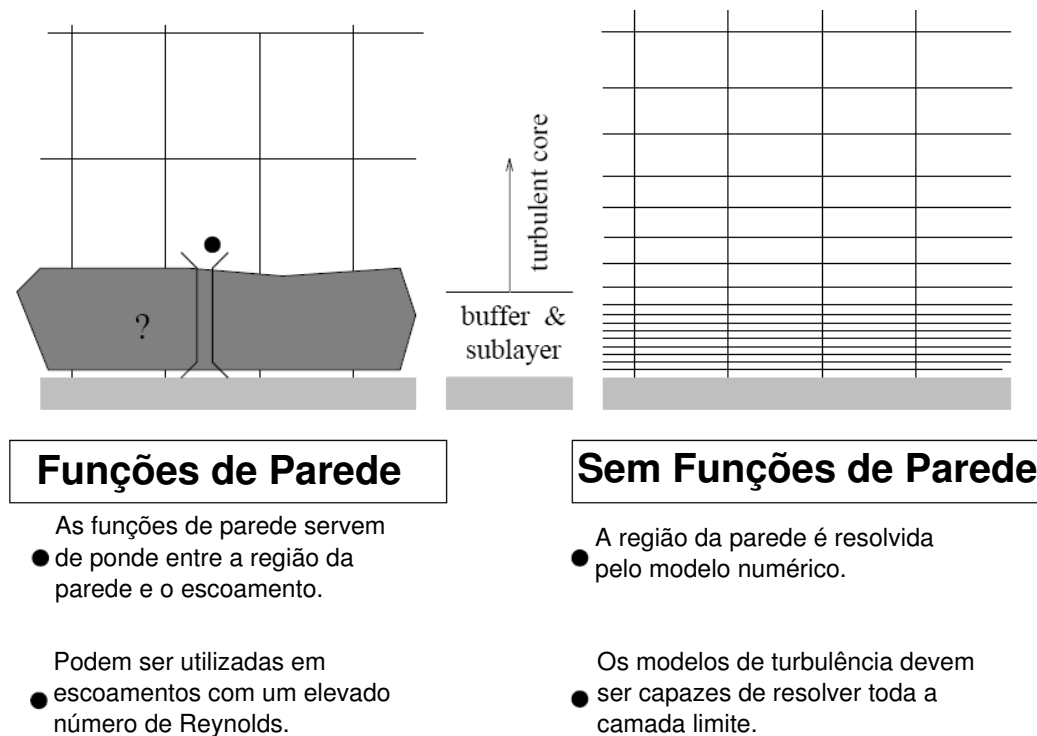 ?
turbulent core
buffer &
sublayer
Funções de Parede
As funções de parede servem
de ponde entre a região da
parede e o escoamento.
Podem ser utilizadas em
escoamentos com um elevado
número de Reynolds.
Sem Funções de Parede
A região da parede é resolvida
pelo modelo numérico.
Os modelos de turbulência devem
ser capazes de resolver toda a
camada limite.